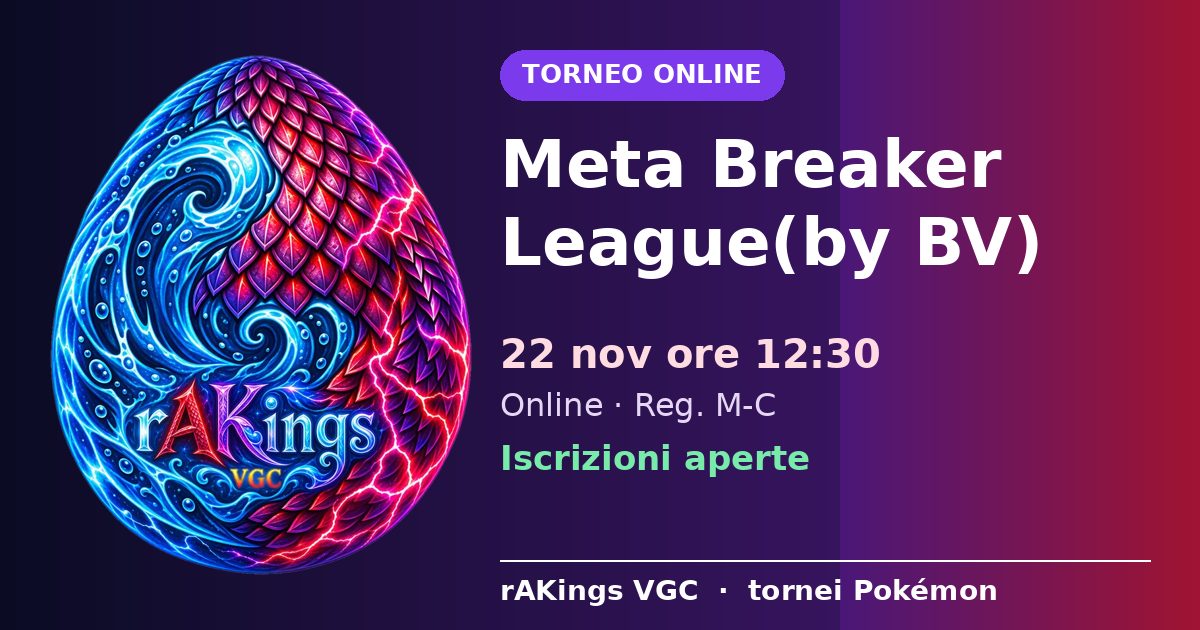 TORNEO ONLINE
Meta Breaker
League(by BV)
22 nov ore 12:30
Online · Reg. M-C
Iscrizioni aperte
rAKings
VGC
rAKings VGC · tornei Pokémon